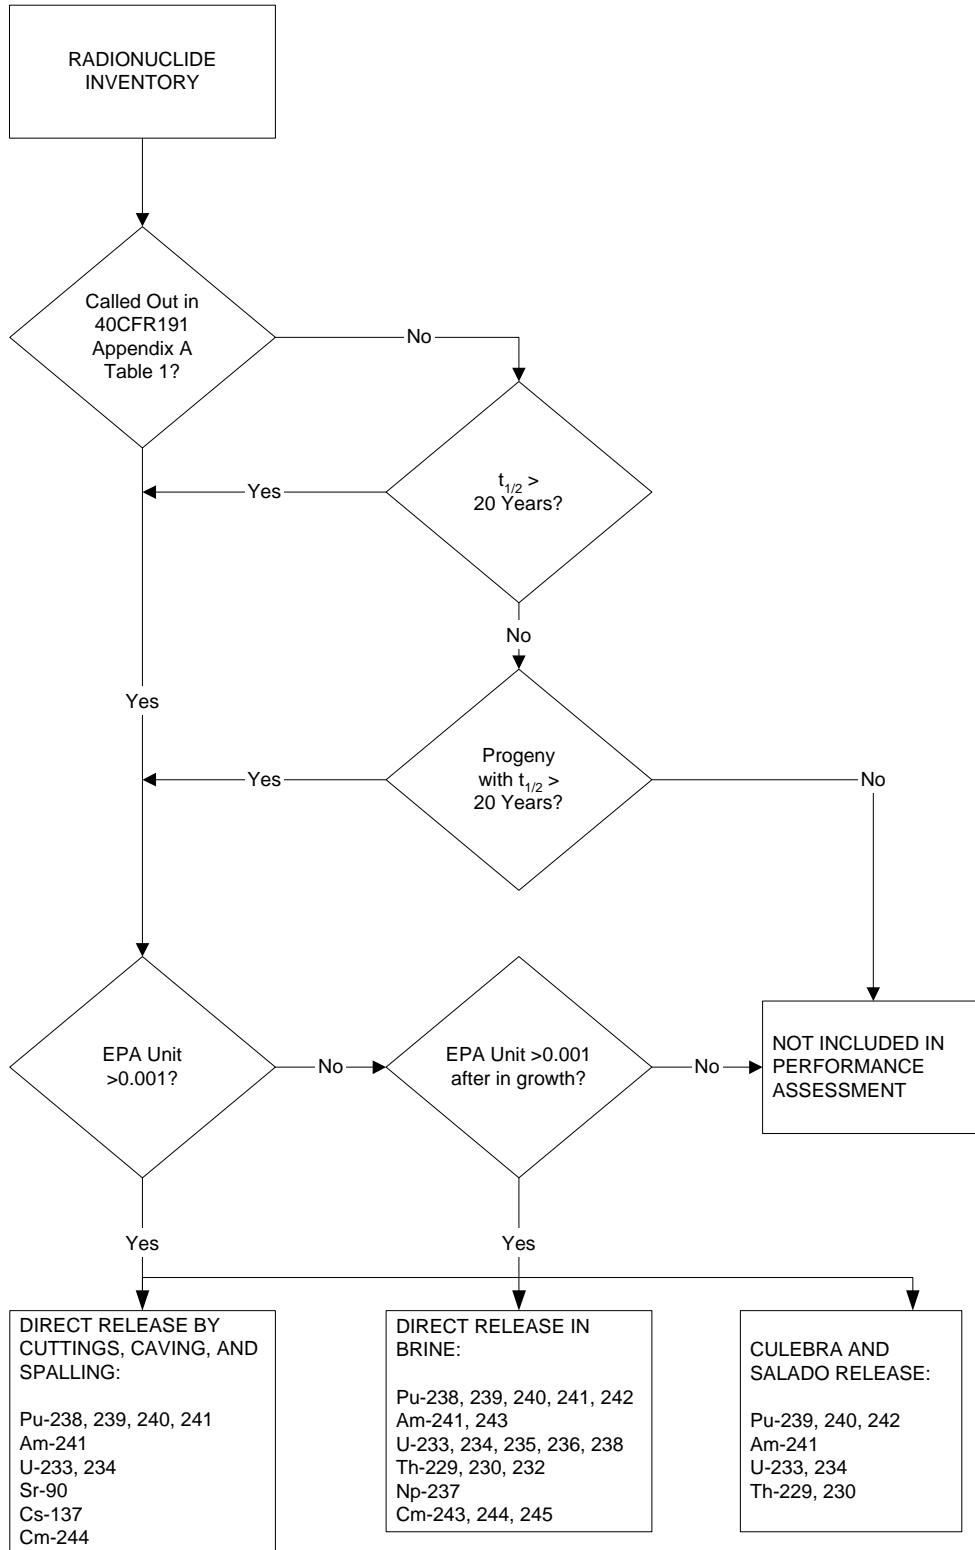 RADIONUCLIDE
INVENTORY
Called Out in
40CFR191
Appendix A
Table 1?
No
t1/2 >
20 Years?
Yes
No
Yes
Progeny
with t1/2 >
20 Years?
Yes
No
EPA Unit
>0.001?
No
EPA Unit >0.001
after in growth?
No
NOT INCLUDED IN
PERFORMANCE
ASSESSMENT
Yes
Yes
DIRECT RELEASE BY
CUTTINGS, CAVING, AND
SPALLING:
Pu-238, 239, 240, 241
Am-241
U-233, 234
Sr-90
Cs-137
Cm-244
DIRECT RELEASE IN
BRINE:
Pu-238, 239, 240, 241, 242
Am-241, 243
U-233, 234, 235, 236, 238
Th-229, 230, 232
Np-237
Cm-243, 244, 245
CULEBRA AND
SALADO RELEASE:
Pu-239, 240, 242
Am-241
U-233, 234
Th-229, 230